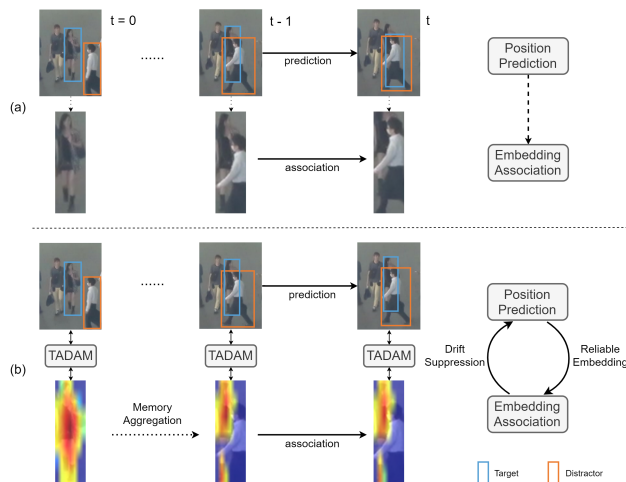 t = 0
t - 1
t
......
prediction
Position
Prediction
(a)
association
Embedding
Association
......
prediction
Position
Prediction
TADAM
TADAM
TADAM
Drift
Suppression
Reliable
Embedding
(b)
Memory
Aggregation
association
Embedding
Association
Target
Distractor